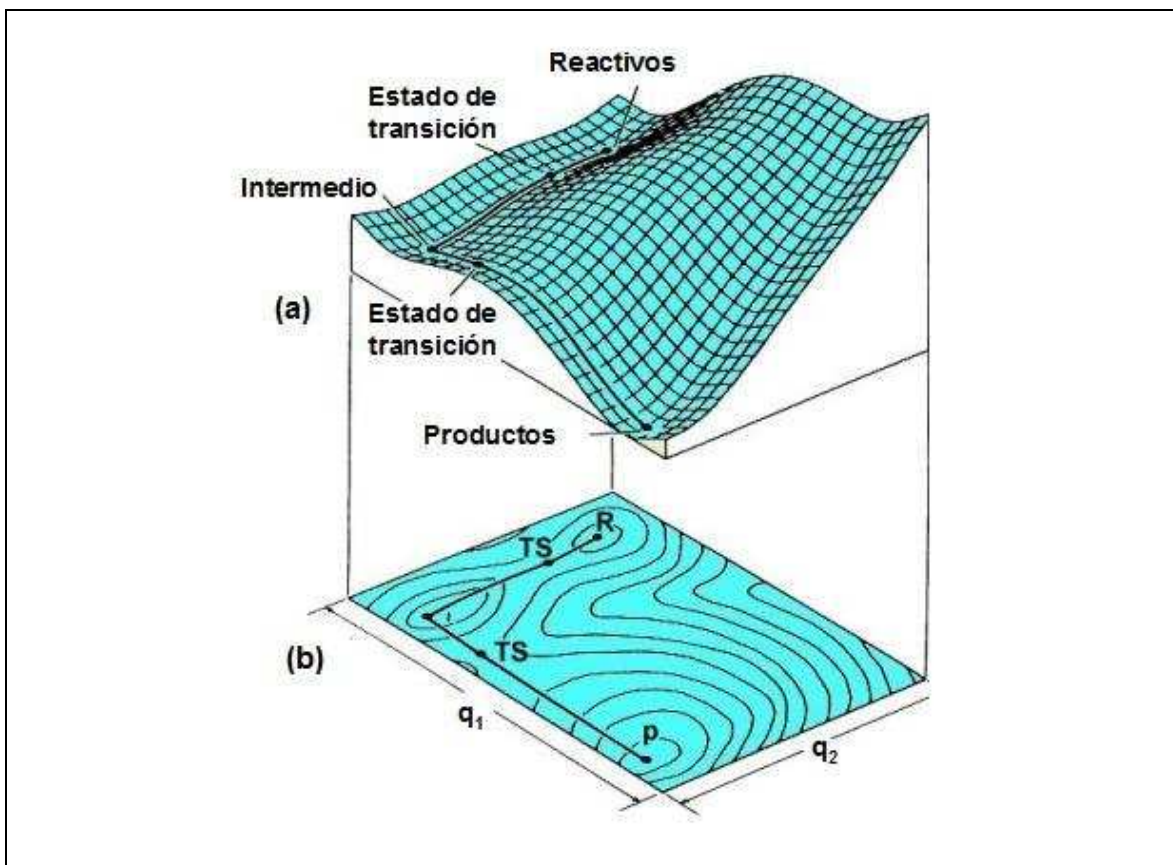 Reactivos
Estado de
transición
Intermedio
(a)
Estado de
transición
Productos
R
TS
TS
(b)
q1
p
q2